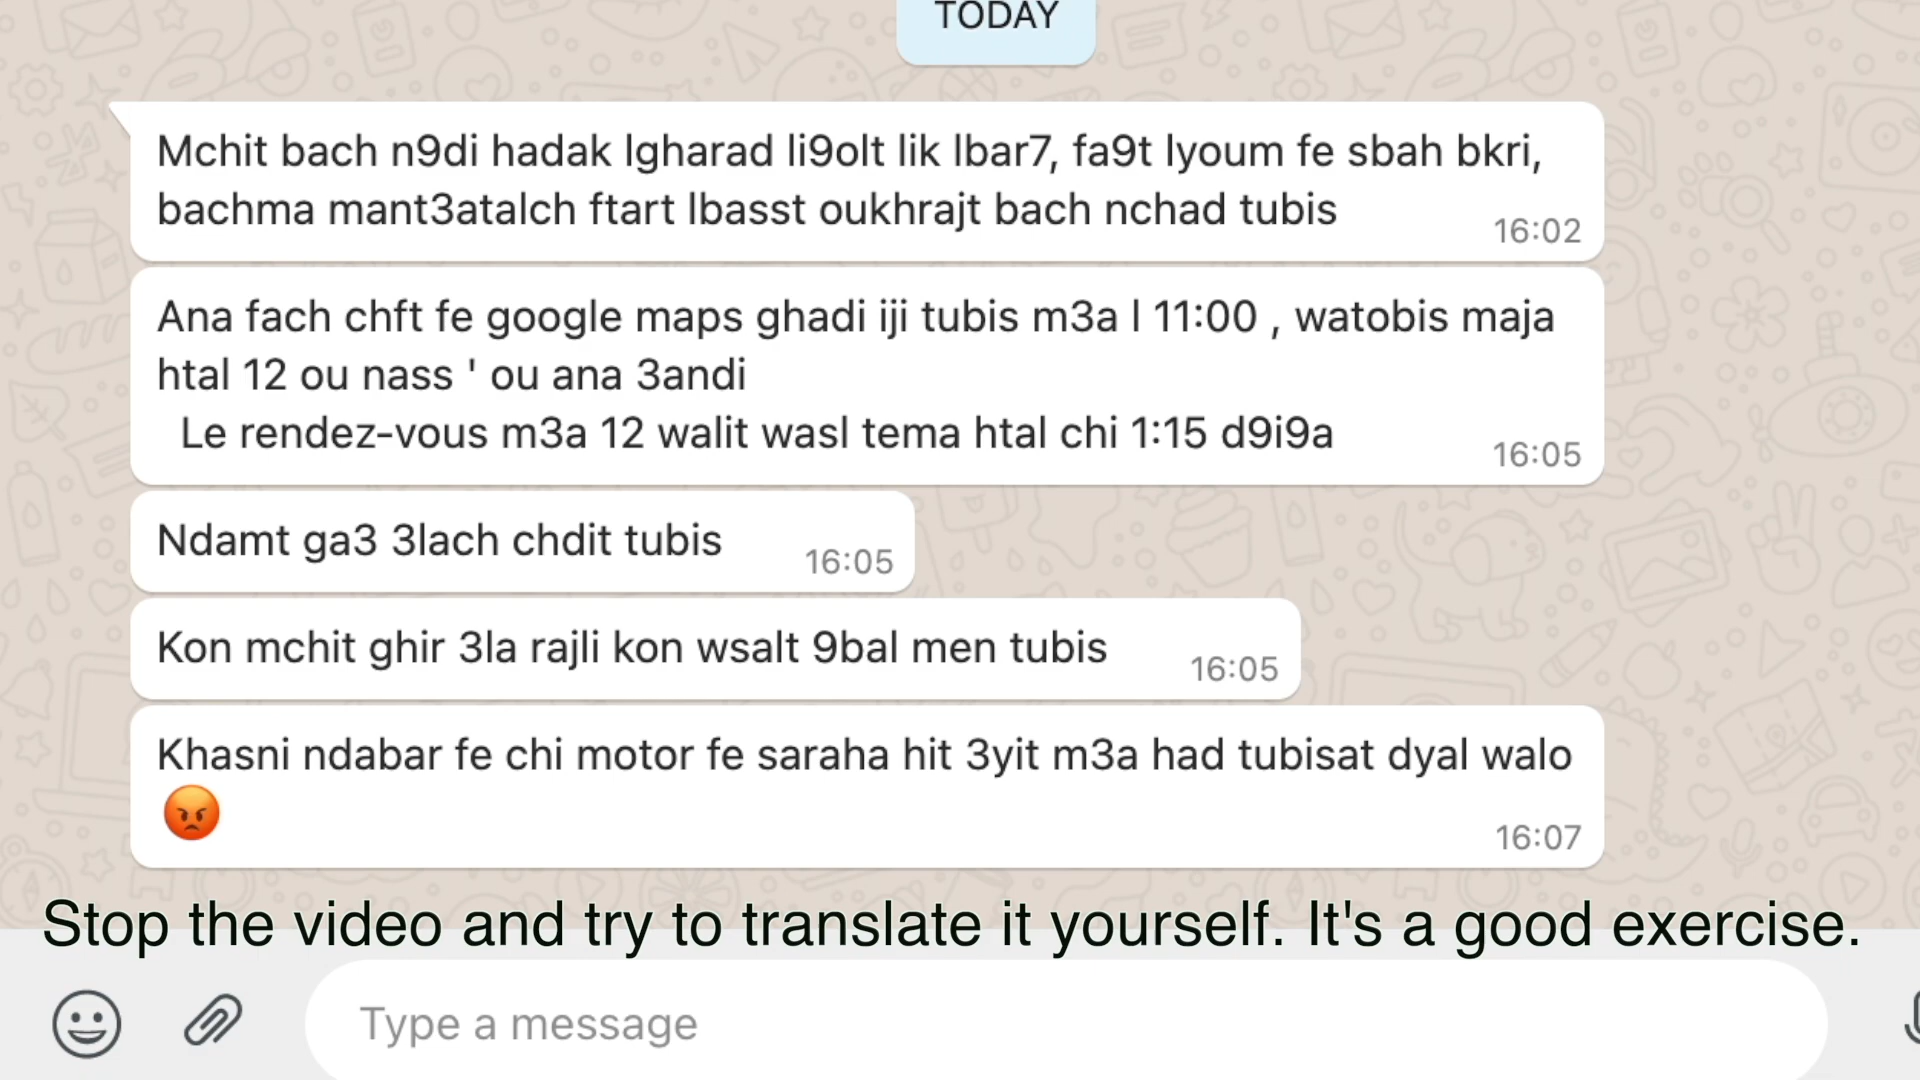 TODAY
Mchit bach n9di hadak lgharad li9olt lik lbar7, fa9t lyoum fe sbah bkri,
bachma mant3atalch ftart lbasst oukhrajt bach nchad tubis
16:02
Ana fach chft fe google maps ghadi iji tubis m3a l 11:00 , watobis maja
htal 12 ou nass ' ou ana 3andi
Le rendez-vous m3a 12 walit wasl tema htal chi 1:15 d9i9a
16:05
Ndamt ga3 3lach chdit tubis
16:05
Kon mchit ghir 3la rajli kon wsalt 9bal men tubis
16:05
Khasni ndabar fe chi motor fe saraha hit 3yit m3a had tubisat dyal walo
😡
16:07
Stop the video and try to translate it yourself. It's a good exercise.
Type a message